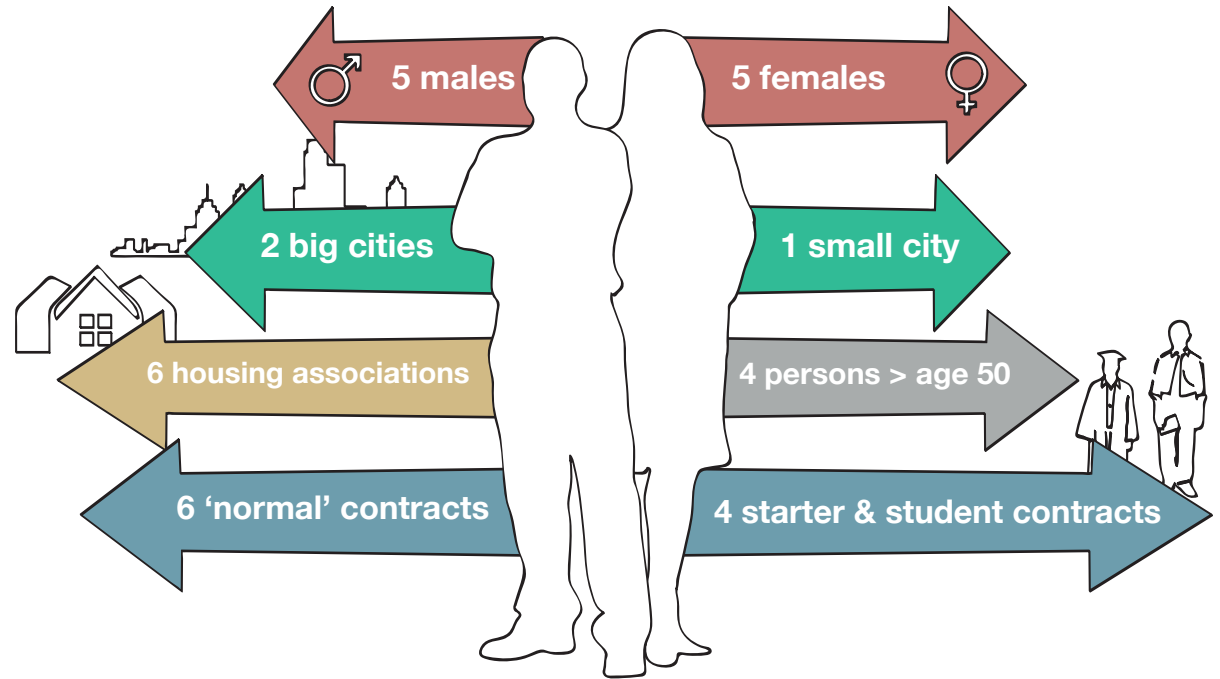 5 males
5 females
2 big cities
1 small city
6 housing associations
4 persons > age 50
6 ‘normal’ contracts
4 starter & student contracts